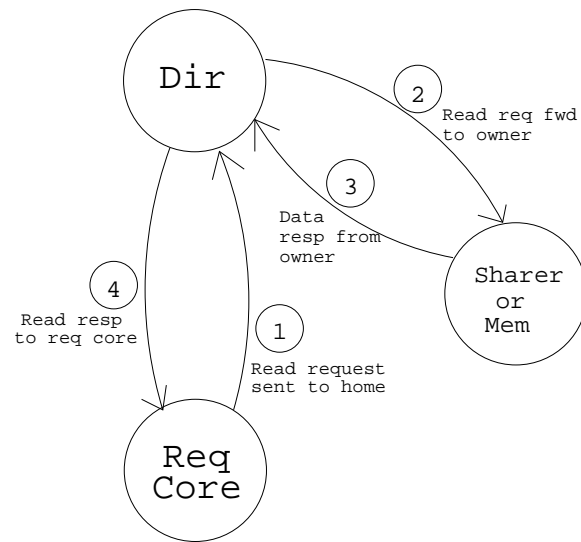 Dir
2
Read req fwd
to owner
3
Data
resp from
owner
Sharer
or
Mem
4
Read resp
to req core
1
Read request
sent to home
Req
Core